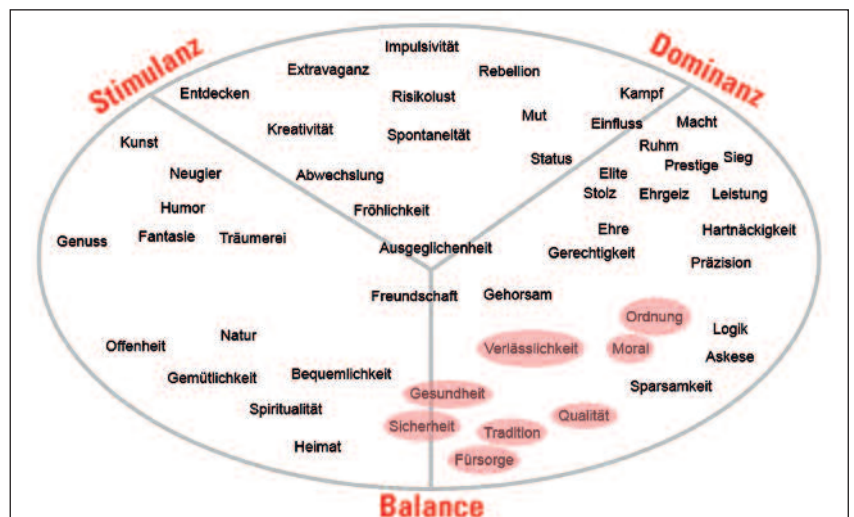 Stimulanz
Dominanz
Impulsivität
Extravaganz
Rebellion
Entdecken
Risikolust
Kampf
Mut
Einfluss
Macht
Kreativität
Spontaneität
Kunst
Ruhm
Status
Prestige
Sieg
Neugier
Abwechslung
Elite
Stolz
Ehrgeiz
Leistung
Humor
Fröhlichkeit
Genuss
Fantasie
Träumerei
Ehre
Hartnäckigkeit
Ausgeglichenheit
Gerechtigkeit
Präzision
Freundschaft
Gehorsam
Ordnung
Logik
Natur
Offenheit
Verlässlichkeit
Moral
Askese
Gemütlichkeit
Bequemlichkeit
Sparsamkeit
Gesundheit
Spiritualität
Qualität
Sicherheit
Tradition
Heimat
Fürsorge
Balance